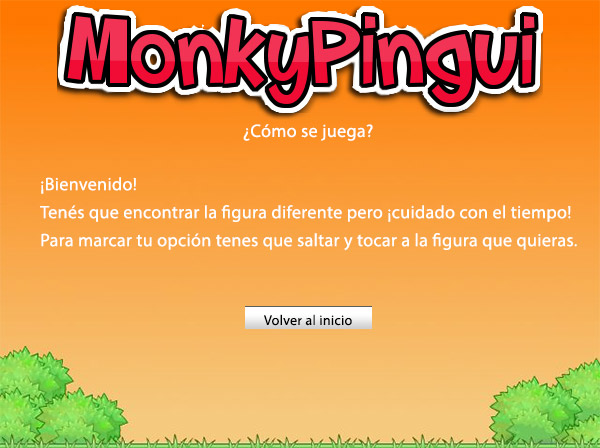 MonkyPingui
¿Cómo se juega?
¡Bienvenido!
Tenés que encontrar la figura diferente pero ¡cuidado con el tiempo!
Para marcar tu opción tenes que saltar y tocar a la figura que quieras.
Volver al inicio